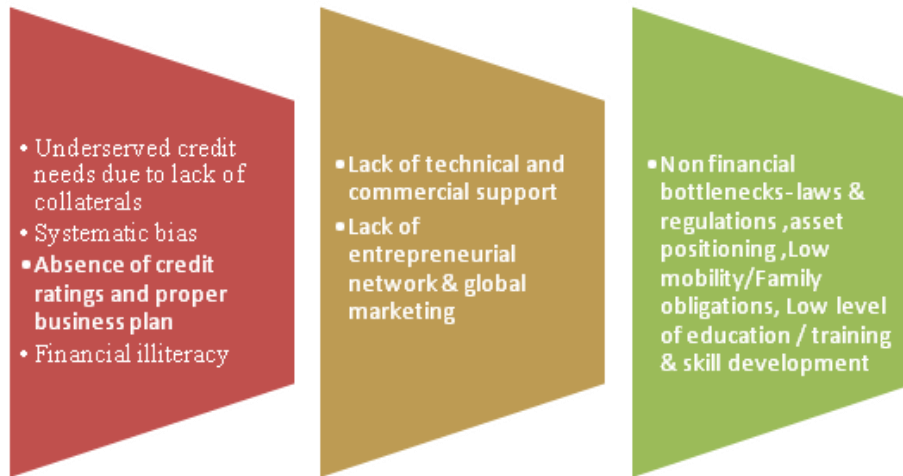 • Underserved credit
needs due to lack of
collaterals
• Systematic bias
•Absence of credit
ratings and proper
business plan
• Financial illiteracy
•Lack of technical and
commercial support
•Lack of
entrepreneurial
network & global
marketing
•Non financial
bottlenecks-laws &
regulations ,asset
positioning ,Low
mobility/Family
obligations, Low level
of education / training
& skill development